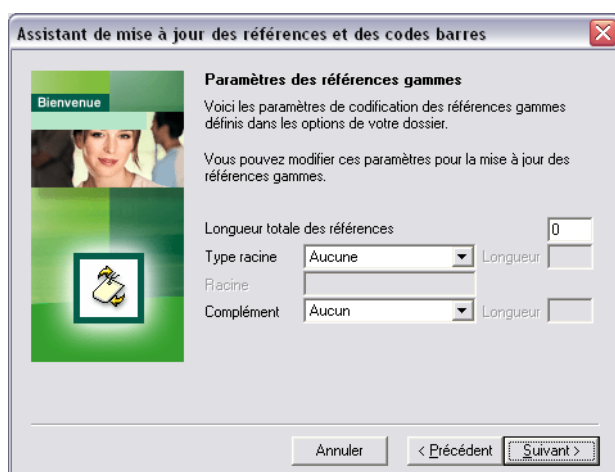 Assistant de mise à jour des références et des codes barres
Bienvenue
Paramètres des références gammes
Voici les paramètres de codification des références gammes
définis dans les options de votre dossier.
Vous pouvez modifier ces paramètres pour la mise à jour des
références gammes.
Longueur totale des références 0
Type racine Aucune Longueur
Racine
Complément Aucun Longueur
Annuler < Précédent Suivant >